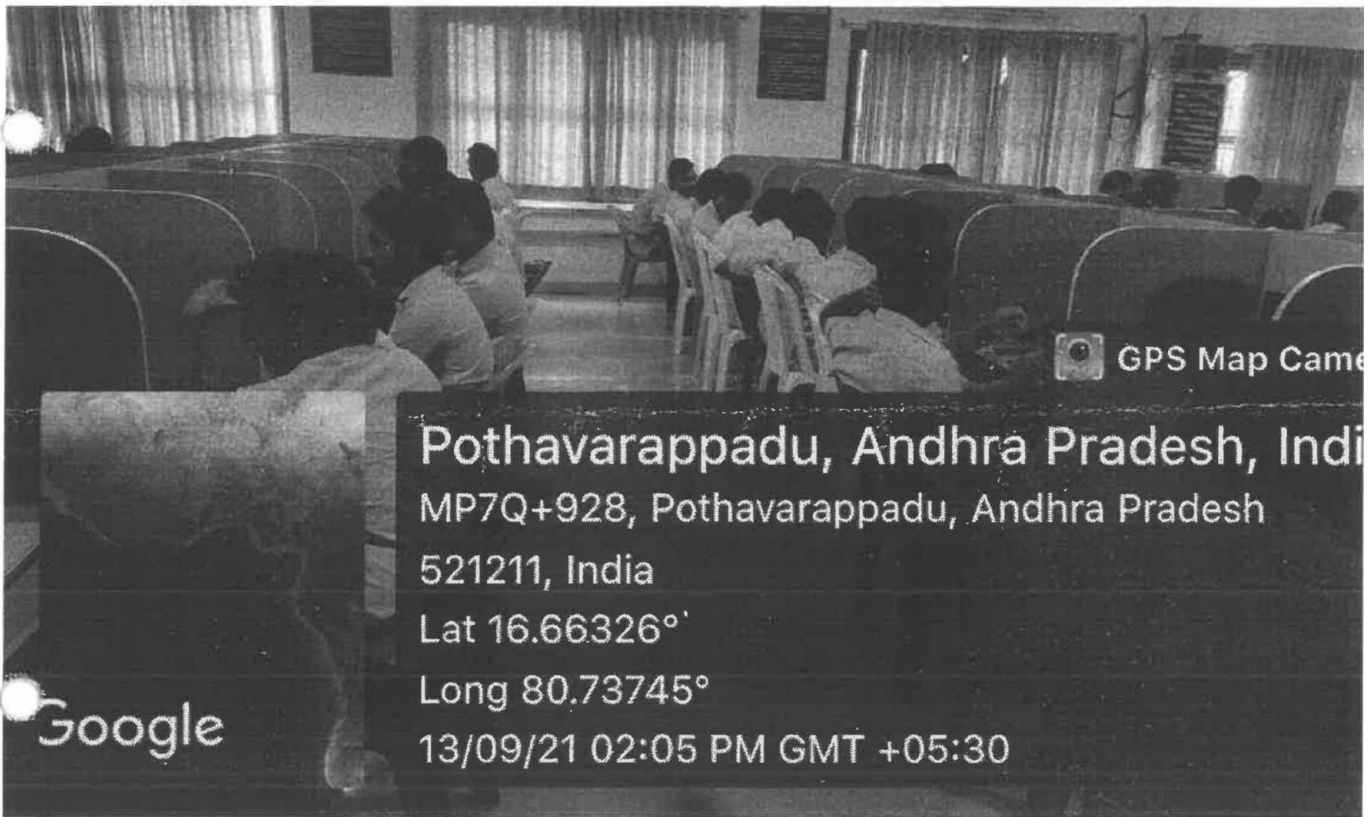 GPS Map Came
Pothavarappadu, Andhra Pradesh, Indi
MP7Q+928, Pothavarappadu, Andhra Pradesh
521211, India
Lat 16.66326°
Long 80.73745°
13/09/21 02:05 PM GMT +05:30
Google